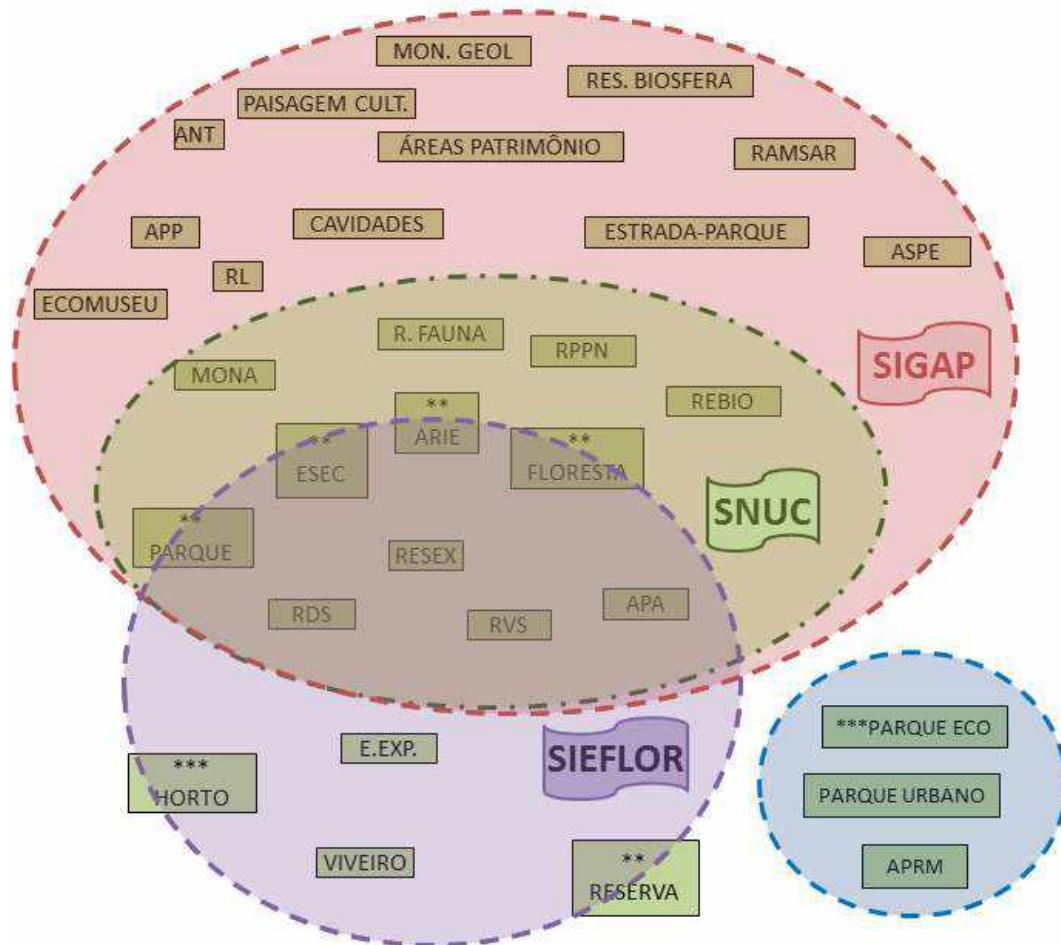 MON. GEOL
RES. BIOSFERA
PAISAGEM CULT.
ANT
ÁREAS PATRIMÔNIO
RAMSAR
APP
CAVIDADES
ESTRADA-PARQUE
ASPE
RL
ECOMUSEU
R. FAUNA
RPPN
SIGAP
MONA
REBIO
**
ARIE
**
ESEC
**
FLORESTA
SNUC
**
PARQUE
RESEX
RDS
RVS
APA
***PARQUE ECO
E.EXP.
SIEFLOR
***
HORTO
PARQUE URBANO
VIVEIRO
**
RESERVA
APRM